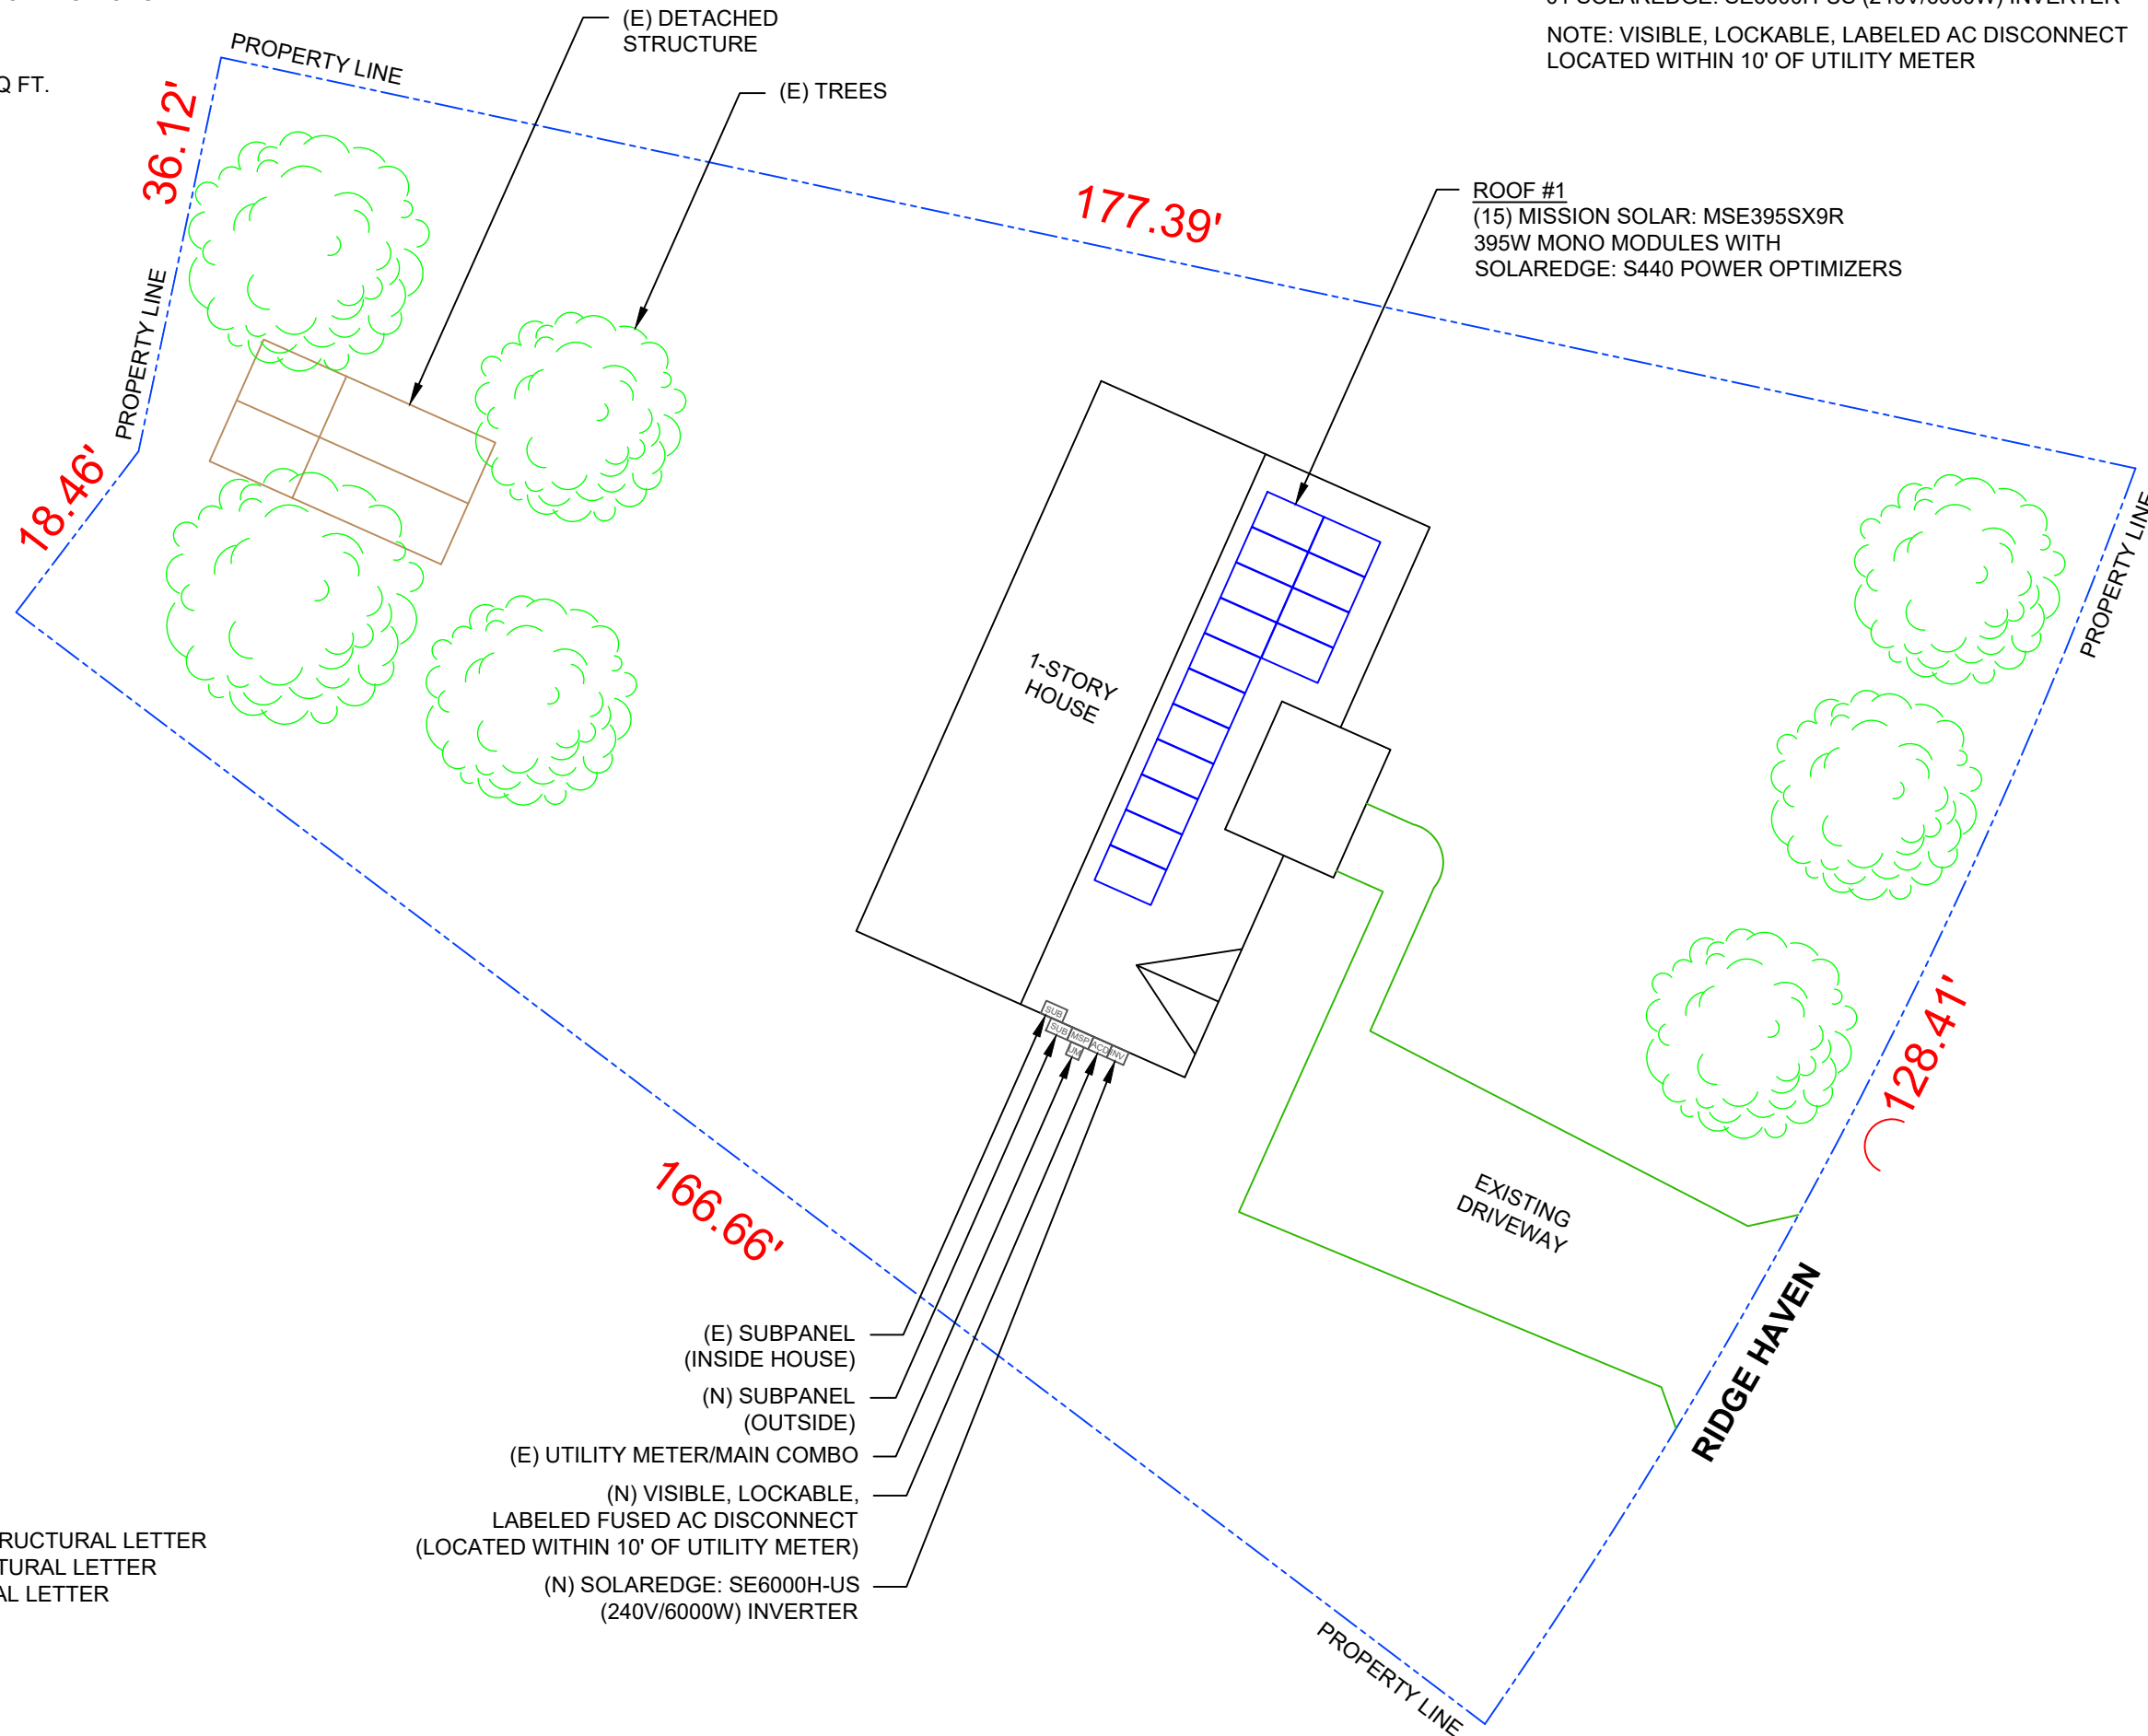 NOTE: VISIBLE, LOCKABLE, LABELED AC DISCONNECT
LOCATED WITHIN 10' OF UTILITY METER
(E) DETACHED
STRUCTURE
PROPERTY LINE
FT.
36.12'
(E) TREES
177.39'
ROOF #1
(15) MISSION SOLAR: MSE395SX9R
395W MONO MODULES WITH
SOLAREDGE: S440 POWER OPTIMIZERS
PROPERTY LINE
18.46'
PROPERTY LINE
1-STORY
HOUSE
SUB
SUB
MSP
ACD
INV
128.41'
166.66'
EXISTING
DRIVEWAY
RIDGE HAVEN
(E) SUBPANEL
(INSIDE HOUSE)
(N) SUBPANEL
(OUTSIDE)
(E) UTILITY METER/MAIN COMBO
(N) VISIBLE, LOCKABLE,
LABELED FUSED AC DISCONNECT
(LOCATED WITHIN 10' OF UTILITY METER)
(N) SOLAREDGE: SE6000H-US
(240V/6000W) INVERTER
RUCTURAL LETTER
TURAL LETTER
AL LETTER
PROPERTY LINE